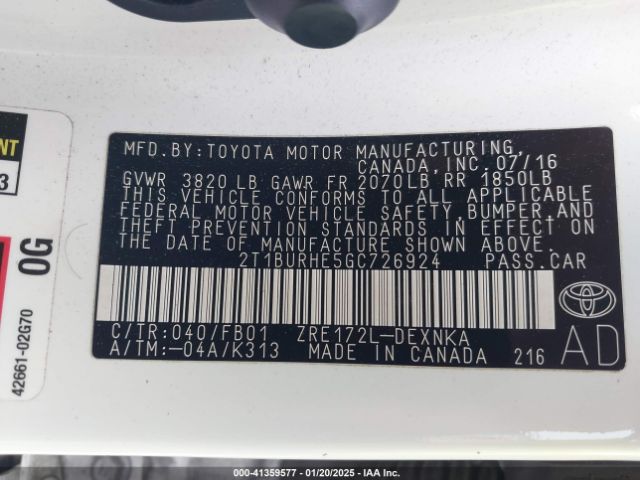 MFD.BY:TOYOTA MOTOR MANUFACTURING,
CANADA, INC. 07/16
GVWR 3820 LB GAWR FR 2070LB RR 1850LB
THIS VEHICLE CONFORMS TO ALL APPLICABLE
FEDERAL MOTOR VEHICLE SAFETY, BUMPER, AND
THEFT PREVENTION STANDARDS IN EFFECT ON
THE DATE OF MANUFACTURE SHOWN ABOVE.
2T1BURHE5GC726924 PASS.CAR
C/TR:040/FB01 ZRE172L-DEXNKA
A/TM:-04A/K313 MADE IN CANADA 216
AD
3
OG
42661-02G70
000-41359577 - 01/20/2025 - IAA Inc.